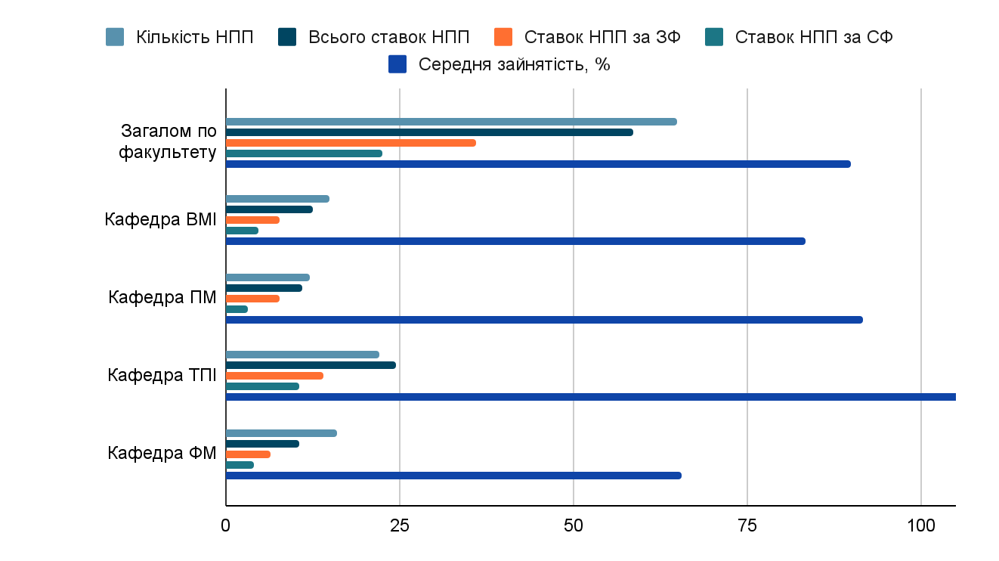 Кількість НПП Всього ставок НПП Ставок НПП за ЗФ Ставок НПП за СФ
Середня зайнятість, %
Загалом по
факультету
Кафедра ВМІ
Кафедра ПМ
Кафедра ТПІ
Кафедра ФМ
0 25 50 75 100